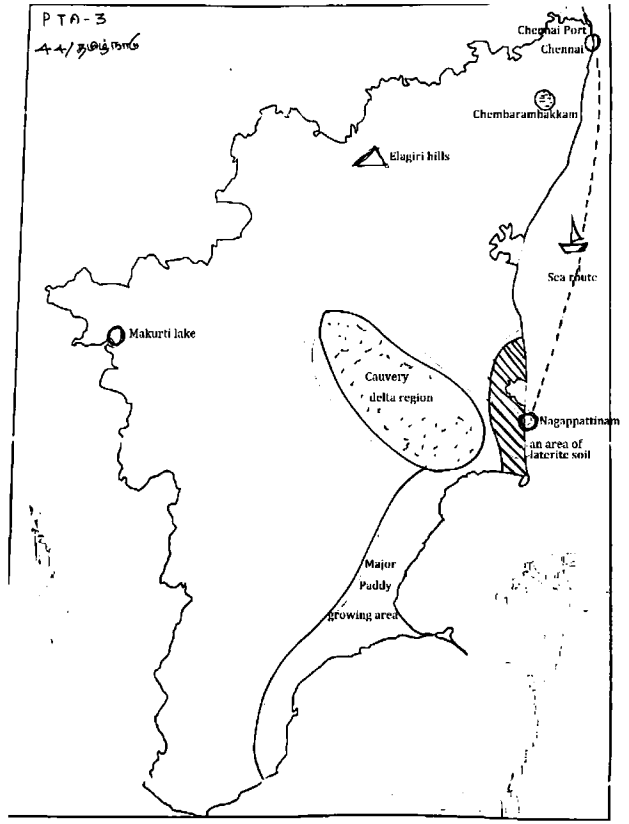 PTA-3
44/தமிழ்நாடு
Chennai Port
Chennai
Chembarambakkam
Elagiri hills
Sea route
Makurti lake
Cauvery
delta region
Nagappattinam
an area of
laterite soil
Major
Paddy
growing area